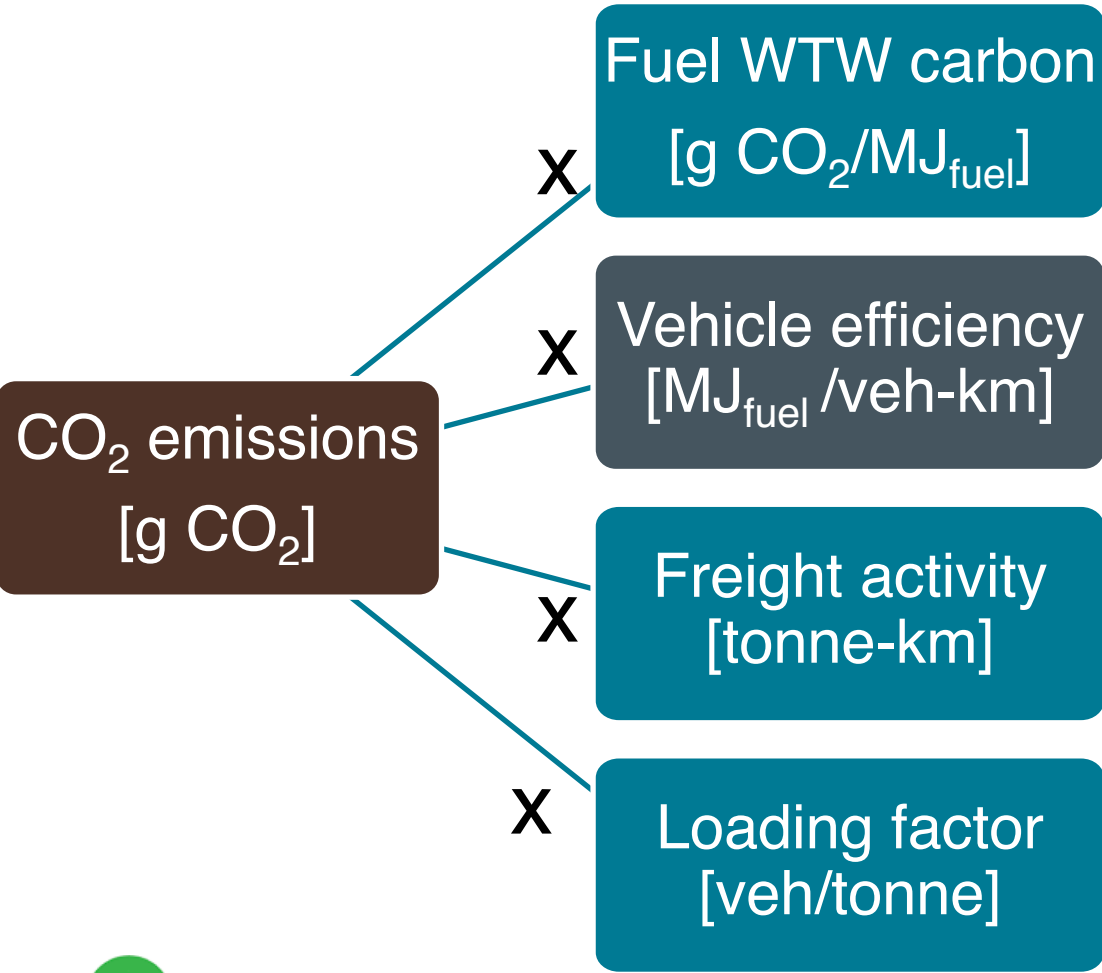 Fuel WTW carbon
[g CO₂/MJfuel]
X
Vehicle efficiency
[MJfuel /veh-km]
X
CO₂ emissions
[g CO₂]
Freight activity
[tonne-km]
X
Loading factor
[veh/tonne]
X